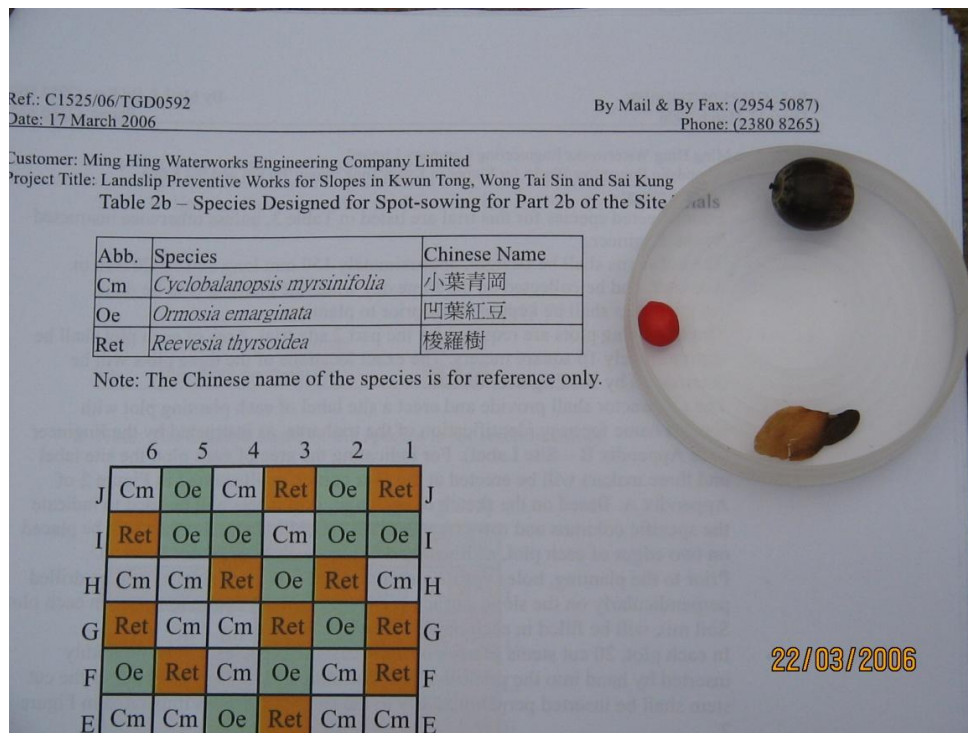 Ref.: C1525/06/TGD0592 By Mail & By Fax: (2954 5087)
Date: 17 March 2006 Phone: (2380 8265)
Customer: Ming Hing Waterworks Engineering Company Limited
Project Title: Landslip Preventive Works for Slopes in Kwun Tong, Wong Tai Sin and Sai Kung
Table 2b – Species Designed for Spot-sowing for Part 2b of the Site Trials
Abb. Species Chinese Name
Cm Cyclobalanopsis myrsinifolia 小葉青岡
Oe Ormosia emarginata 凹葉紅豆
Ret Reevesia thyrsoidea 梭羅樹
Note: The Chinese name of the species is for reference only.
6 5 4 3 2 1
J Cm Oe Cm Ret Oe Ret J
I Ret Oe Oe Cm Oe Oe I
H Cm Cm Ret Oe Ret Cm H
G Ret Cm Cm Ret Oe Ret G
F Oe Ret Cm Oe Cm Ret F
E Cm Cm Oe Ret Cm Cm E
22/03/2006